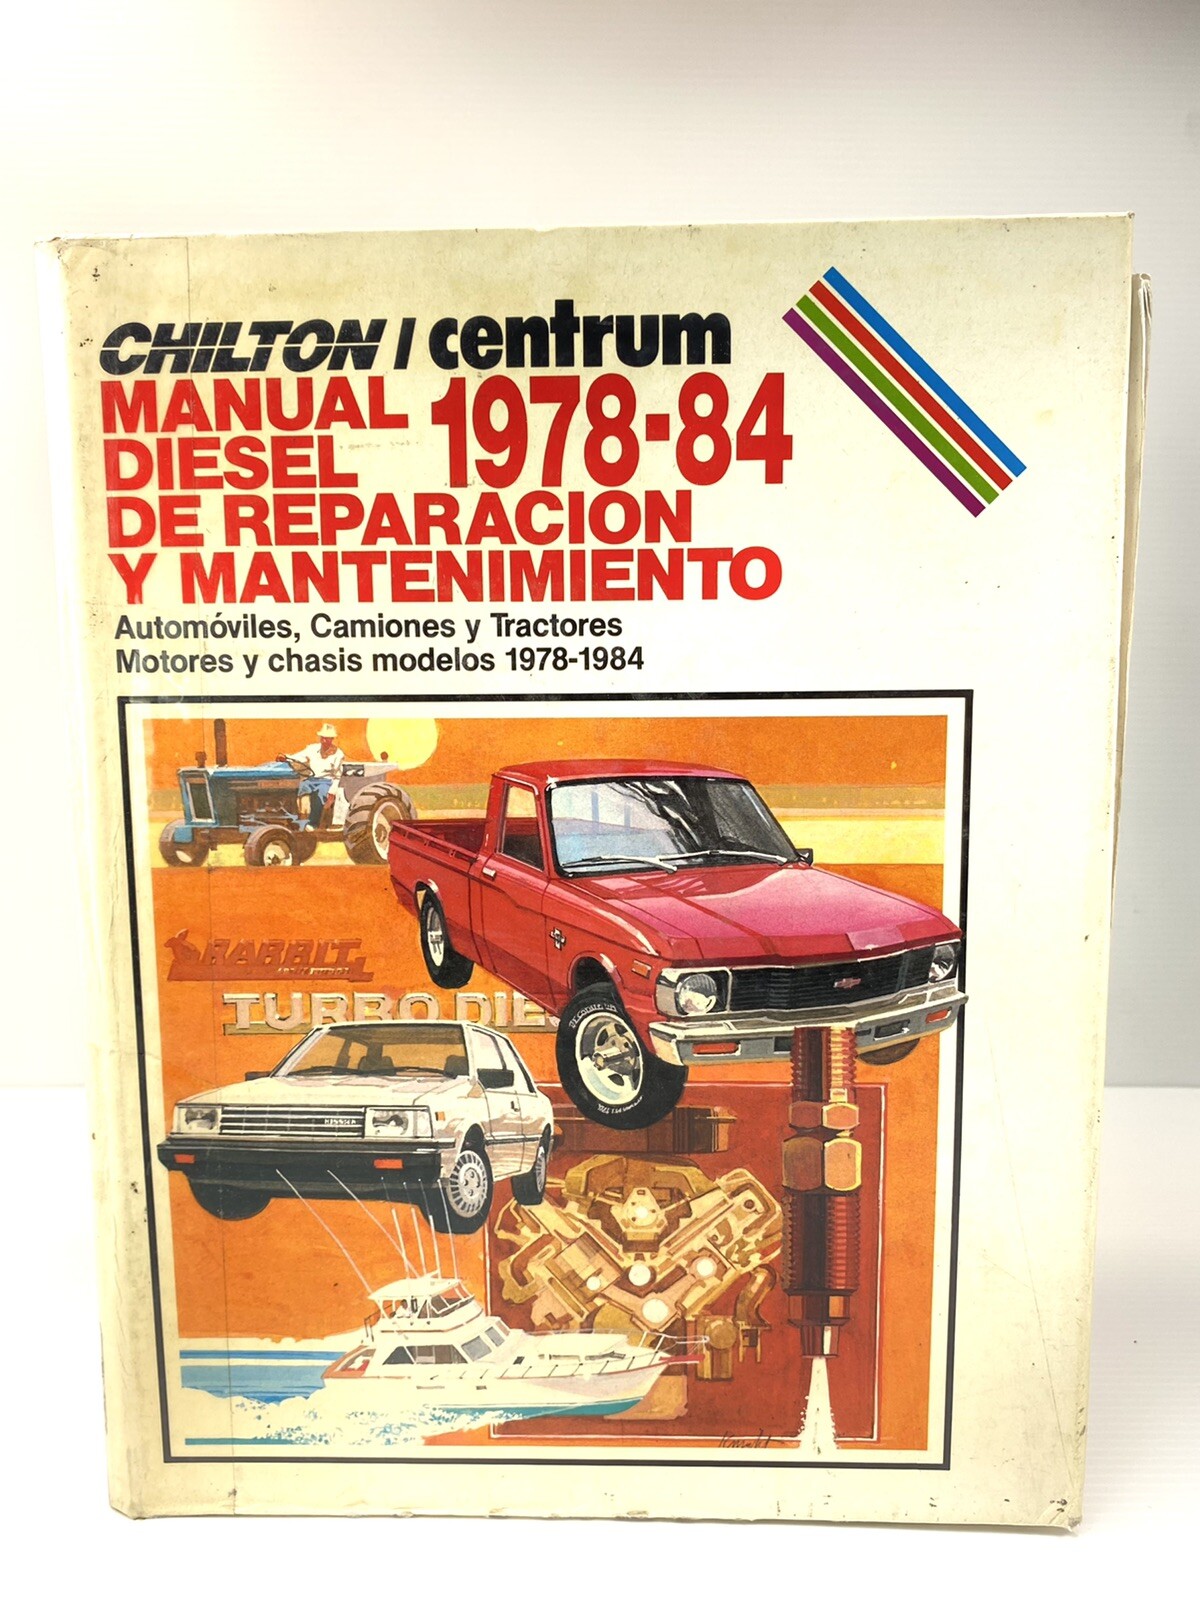 CHILTON / centrum
MANUAL 1978-84
DIESEL
DE REPARACION
Y MANTENIMIENTO
Automóviles, Camiones y Tractores
Motores y chasis modelos 1978-1984
RABBIT
TURBO DIE